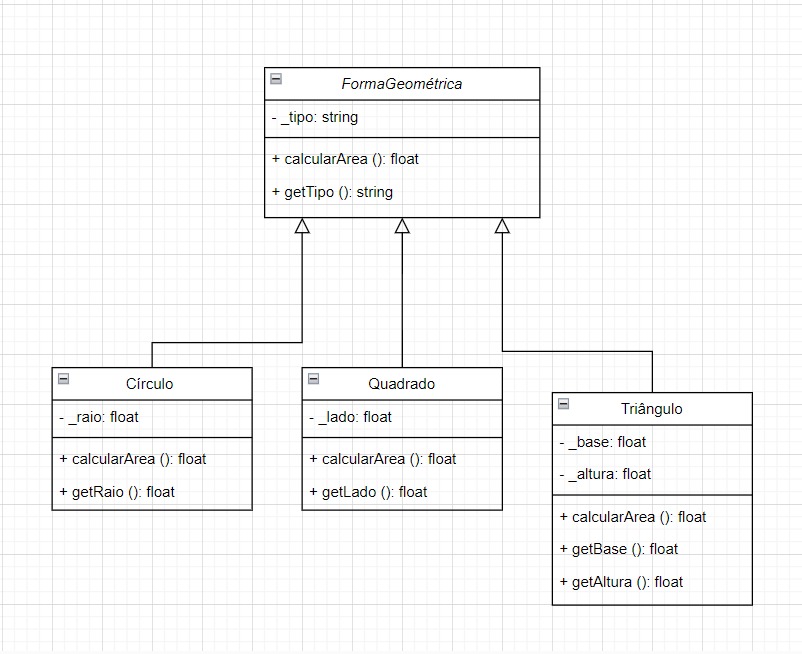 FormaGeométrica
- _tipo: string
+ calcularArea (): float
+ getTipo (): string
Círculo
- _raio: float
+ calcularArea (): float
+ getRaio (): float
Quadrado
- _lado: float
+ calcularArea (): float
+ getLado (): float
Triângulo
- _base: float
- _altura: float
+ calcularArea (): float
+ getBase (): float
+ getAltura (): float